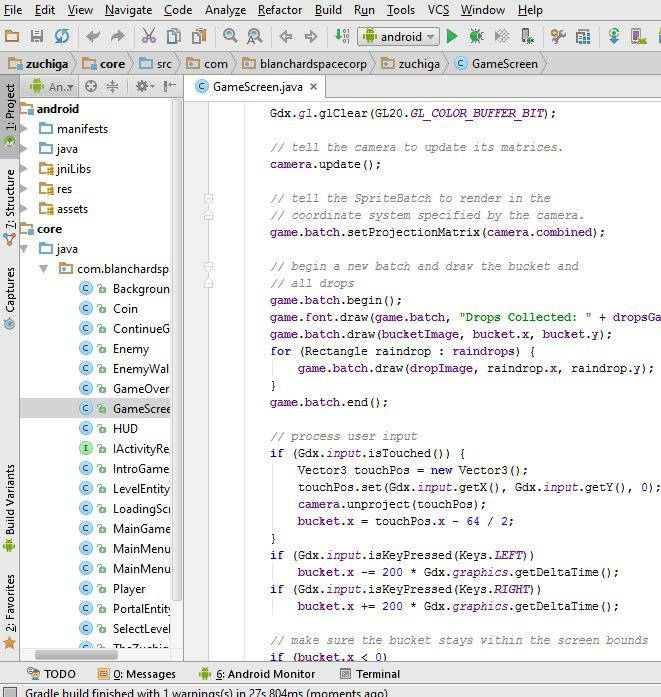 File Edit View Navigate Code Analyze Refactor Build Run Tools VCS Window Help
android
zuchiga core src com blanchardspacecorp zuchiga GameScreen
1: Project
7: Structure
Captures
Build Variants
2: Favorites
An..
android
manifests
java
jniLibs
res
assets
core
java
com.blanchardspa
Backgroun
Coin
ContinueG
Enemy
EnemyWal
GameOver
GameScree
HUD
IActivityRe
IntroGame
LevelEntity
LoadingScr
MainGame
MainMenu
MainMenu
Player
PortalEntity
SelectLevel
GameScreen.java ×
Gdx.gl.glClear(GL20.GL_COLOR_BUFFER_BIT);
// tell the camera to update its matrices.
camera.update();
// tell the SpriteBatch to render in the
// coordinate system specified by the camera.
game.batch.setProjectionMatrix(camera.combined);
// begin a new batch and draw the bucket and
// all drops
game.batch.begin();
game.font.draw(game.batch, "Drops Collected: " + dropsGa
game.batch.draw(bucketImage, bucket.x, bucket.y);
for (Rectangle raindrop : raindrops) {
game.batch.draw(dropImage, raindrop.x, raindrop.y);
}
game.batch.end();
// process user input
if (Gdx.input.isTouched()) {
Vector3 touchPos = new Vector3();
touchPos.set(Gdx.input.getX(), Gdx.input.getY(), 0);
camera.unproject(touchPos);
bucket.x = touchPos.x - 64 / 2;
}
if (Gdx.input.isKeyPressed(Keys.LEFT))
bucket.x -= 200 * Gdx.graphics.getDeltaTime();
if (Gdx.input.isKeyPressed(Keys.RIGHT))
bucket.x += 200 * Gdx.graphics.getDeltaTime();
// make sure the bucket stays within the screen bounds
if (bucket.x < 0)
TODO 0: Messages 6: Android Monitor Terminal
Gradle build finished with 1 warnings(s) in 27s 804ms (moments ago)